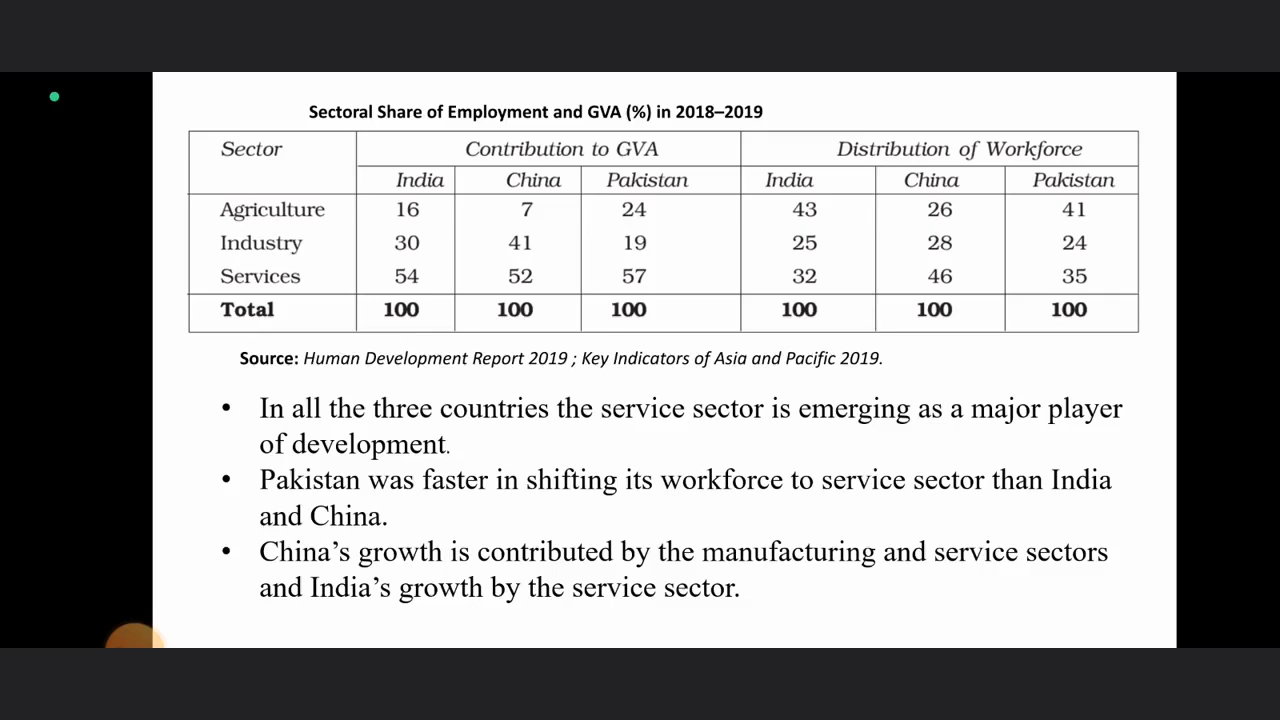 Sectoral Share of Employment and GVA (%) in 2018–2019
Sector Contribution to GVA Distribution of Workforce
India China Pakistan India China Pakistan
Agriculture 16 7 24 43 26 41
Industry 30 41 19 25 28 24
Services 54 52 57 32 46 35
Total 100 100 100 100 100 100
Source: Human Development Report 2019 ; Key Indicators of Asia and Pacific 2019.
• In all the three countries the service sector is emerging as a major player
of development.
• Pakistan was faster in shifting its workforce to service sector than India
and China.
• China’s growth is contributed by the manufacturing and service sectors
and India’s growth by the service sector.